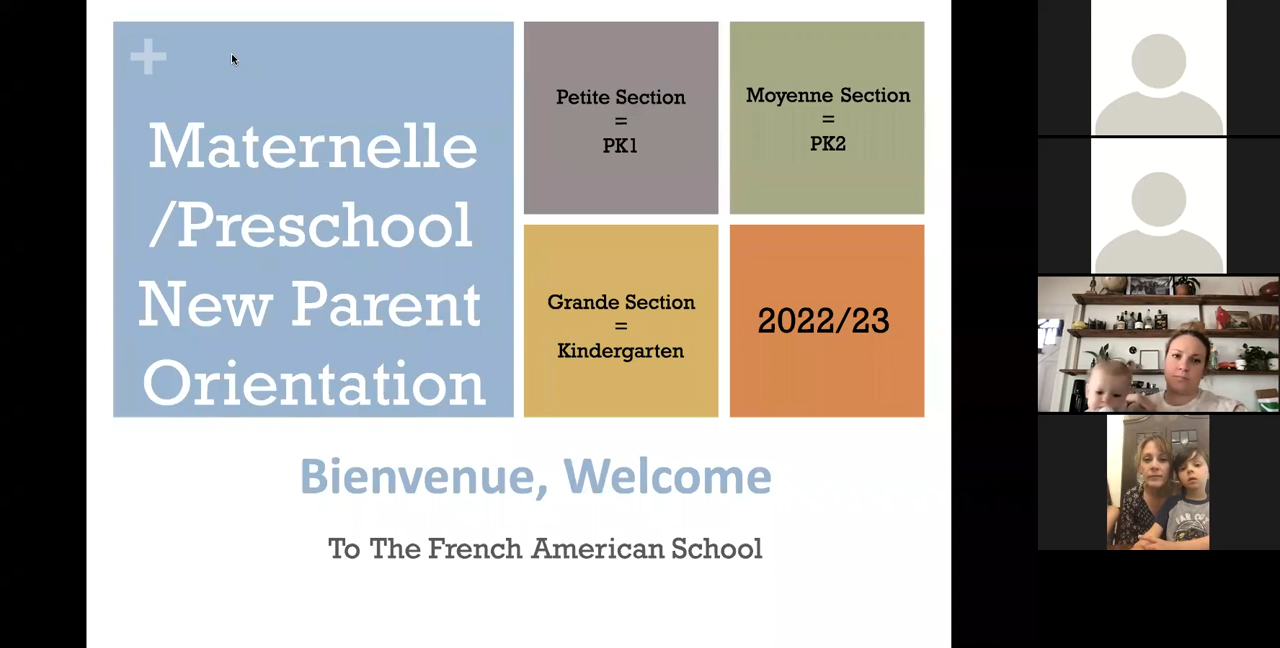 Maternelle
/Preschool
New Parent
Orientation
Petite Section
=
PK1
Moyenne Section
=
PK2
Grande Section
=
Kindergarten
2022/23
Bienvenue, Welcome
To The French American School